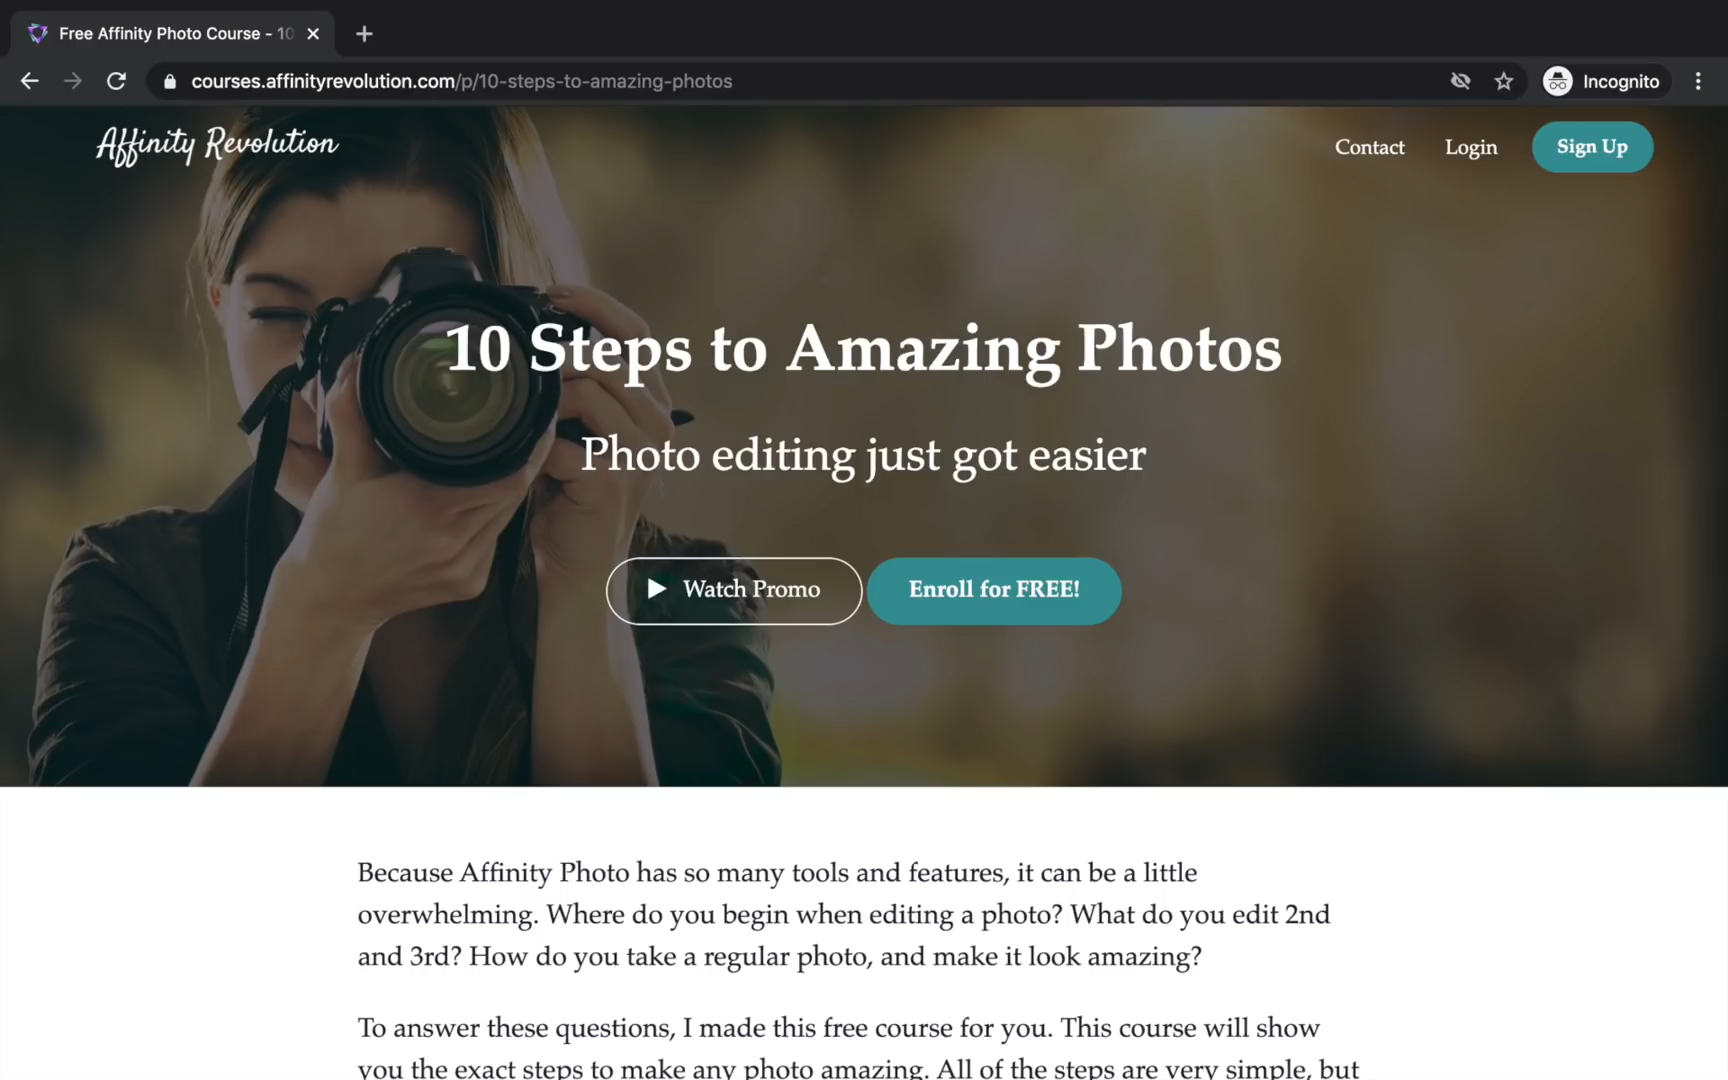 Free Affinity Photo Course - 10
courses.affinityrevolution.com/p/10-steps-to-amazing-photos
Incognito
Affinity Revolution
Contact
Login
Sign Up
10 Steps to Amazing Photos
Photo editing just got easier
Watch Promo
Enroll for FREE!
Because Affinity Photo has so many tools and features, it can be a little
overwhelming. Where do you begin when editing a photo? What do you edit 2nd
and 3rd? How do you take a regular photo, and make it look amazing?
To answer these questions, I made this free course for you. This course will show
you the exact steps to make any photo amazing. All of the steps are very simple, but